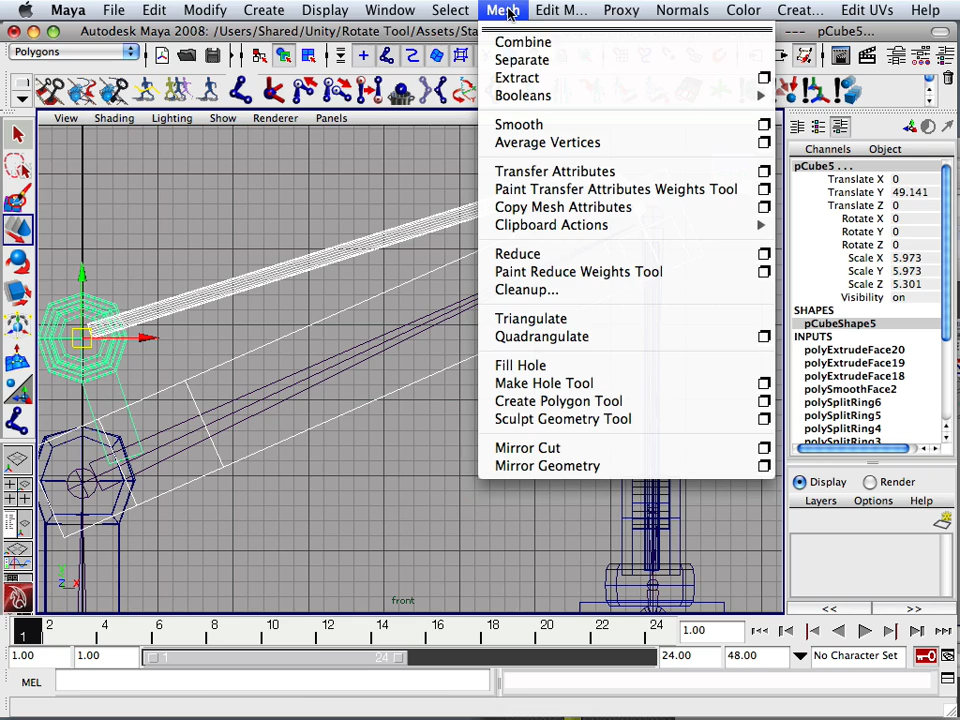 Maya File Edit Modify Create Display Window Select Mesh Edit M... Proxy Normals Color Creat... Edit UVs Help
Autodesk Maya 2008: /Users/Shared/Unity/Rotate Tool/Assets/Sta
--- pCube5...
Polygons
View Shading Lighting Show Renderer Panels
Combine
Separate
Extract
Booleans
Smooth
Average Vertices
Transfer Attributes
Paint Transfer Attributes Weights Tool
Copy Mesh Attributes
Clipboard Actions
Reduce
Paint Reduce Weights Tool
Cleanup...
Triangulate
Quadrangulate
Fill Hole
Make Hole Tool
Create Polygon Tool
Sculpt Geometry Tool
Mirror Cut
Mirror Geometry
Channels Object
pCube5 ...
Translate X 0
Translate Y 49.141
Translate Z 0
Rotate X 0
Rotate Y 0
Rotate Z 0
Scale X 5.973
Scale Y 5.973
Scale Z 5.301
Visibility on
SHAPES
pCubeShape5
INPUTS
polyExtrudeFace20
polyExtrudeFace19
polyExtrudeFace18
polySmoothFace2
polySplitRing6
polySplitRing5
polySplitRing4
polySplitRing3
Display Render
Layers Options Help
<< >>
y
z x
front
1 2 4 6 8 10 12 14 16 18 20 22 24
1.00
1.00 1.00 1 24 24.00 48.00 No Character Set
MEL